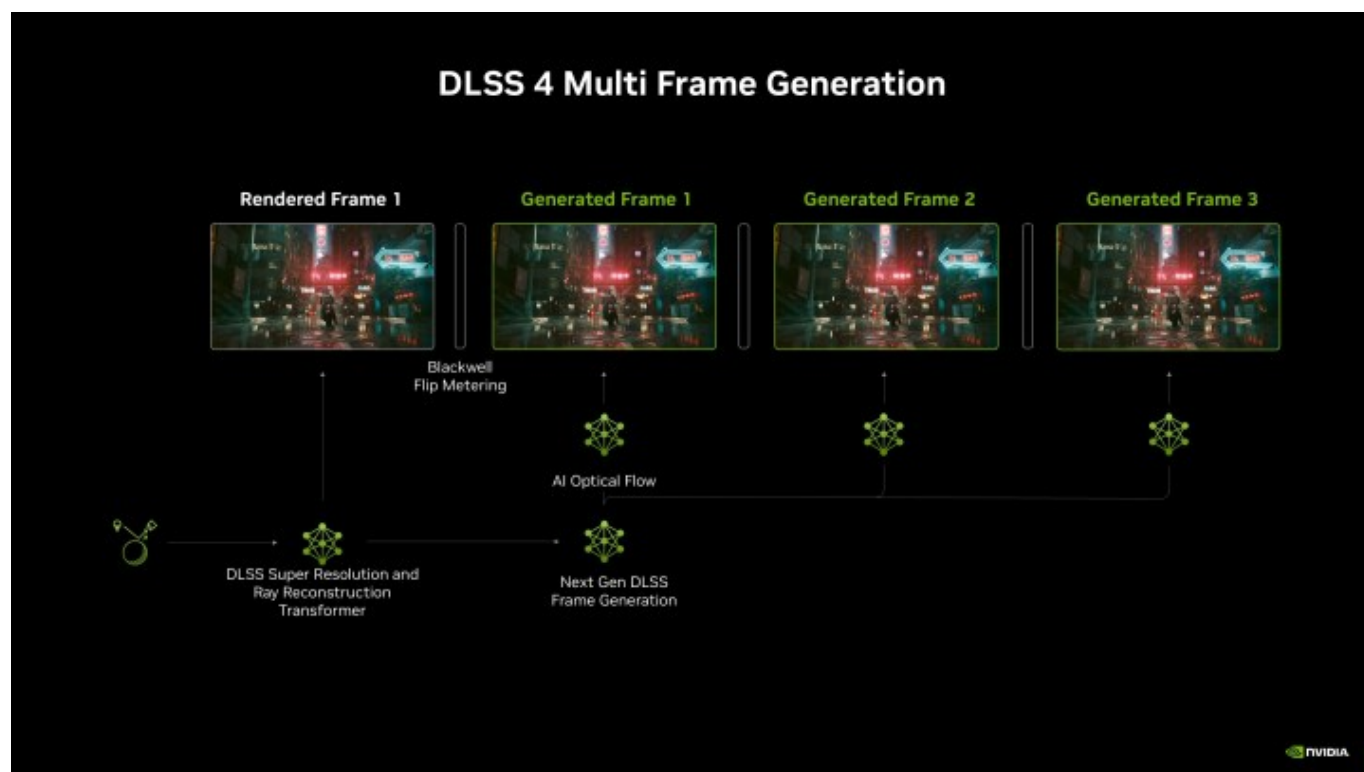 DLSS 4 Multi Frame Generation
Rendered Frame 1
Generated Frame 1
Generated Frame 2
Generated Frame 3
Blackwell
Flip Metering
AI Optical Flow
DLSS Super Resolution and
Ray Reconstruction
Transformer
Next Gen DLSS
Frame Generation
NVIDIA